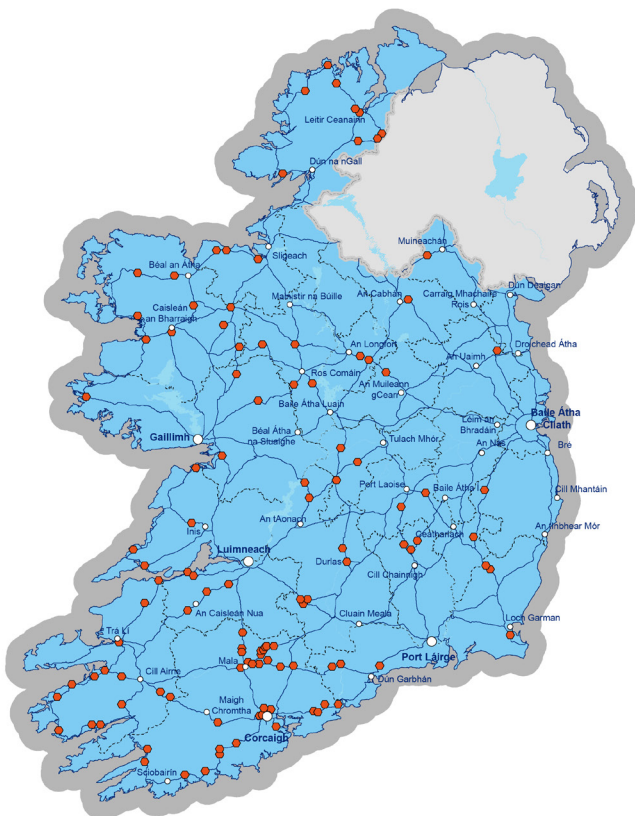 Leitir Ceanainn
Dún na nGall
Muineachán
Sligeach
Béal an Átha
Dún Dealgan
Mainistir na Búille
An Cabhán
Carraig Mhachaire
Rois
Caisleán
an Bharraigh
An Longfort
Droichead Átha
An Uaimh
Ros Comáin
An Muileann
gCearr
Baile Átha Luain
Baile Átha
Cliath
Léim an
Bhradáin
Gaillimh
Béal Átha
na Sluaighe
Tulach Mhór
An Nás
Bré
Port Laoise
Baile Átha Í
Cill Mhantáin
An tAonach
Inis
Ceatharlach
An Inbhear Mór
Luimneach
Durlas
Cill Chainnigh
An Caisleán Nua
Cluain Meala
Loch Garman
Trá Lí
Port Láirge
Mala
Cill Airne
Dún Garbhán
Maigh
Chromtha
Corcaigh
Sciobairín